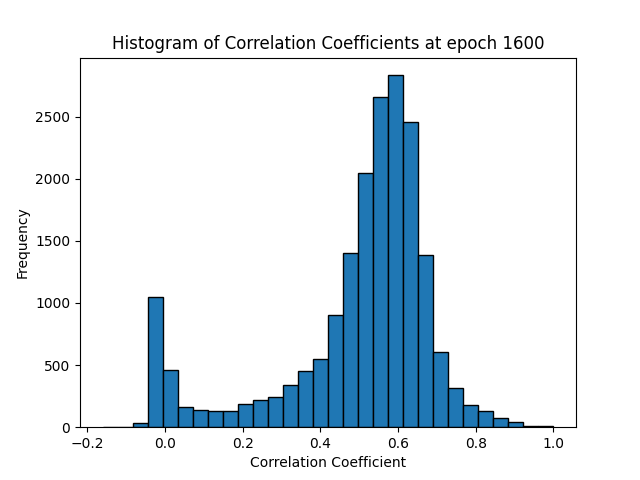 Histogram of Correlation Coefficients at epoch 1600
Frequency
2500
2000
1500
1000
500
0
−0.2 0.0 0.2 0.4 0.6 0.8 1.0
Correlation Coefficient